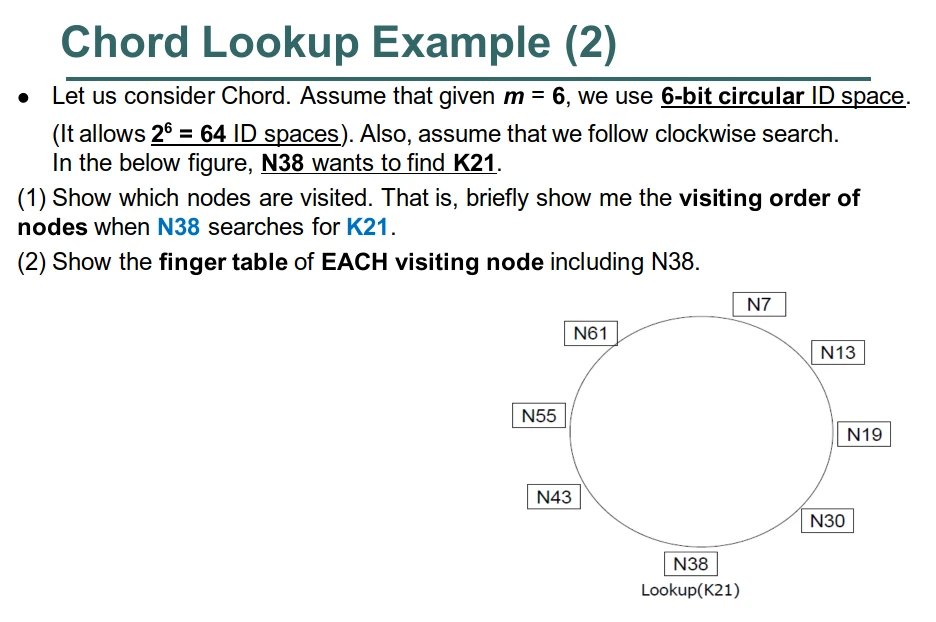 Chord Lookup Example (2)
• Let us consider Chord. Assume that given m = 6, we use 6-bit circular ID space.
(It allows 2⁶ = 64 ID spaces). Also, assume that we follow clockwise search.
In the below figure, N38 wants to find K21.
(1) Show which nodes are visited. That is, briefly show me the visiting order of
nodes when N38 searches for K21.
(2) Show the finger table of EACH visiting node including N38.
N7
N61
N13
N55
N19
N43
N30
N38
Lookup(K21)